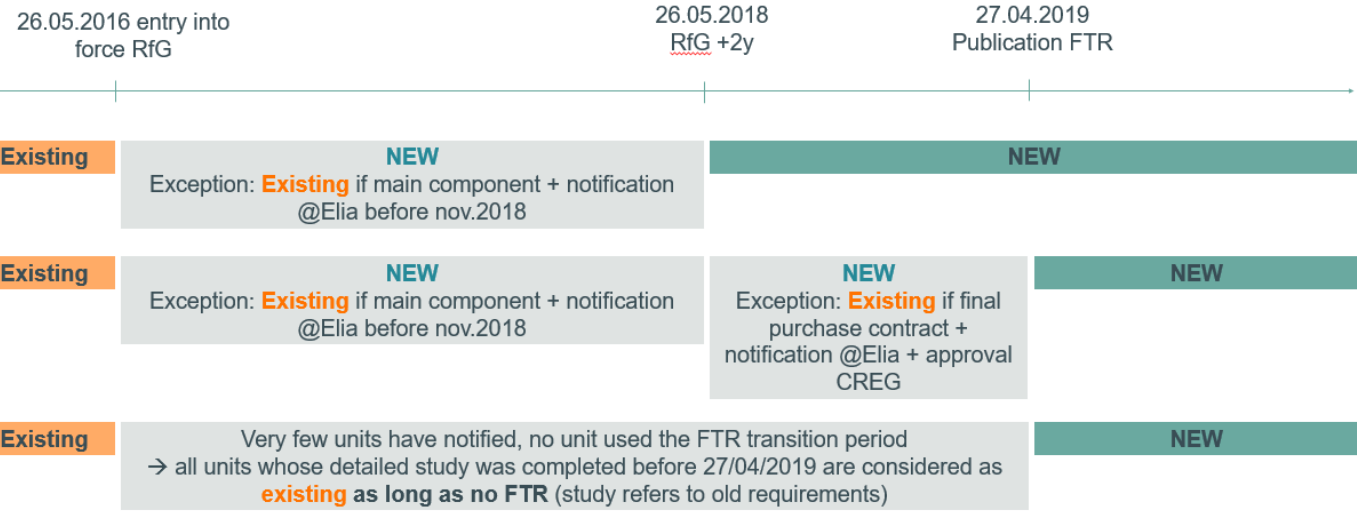 26.05.2016 entry into
force RfG
26.05.2018
RfG +2y
27.04.2019
Publication FTR
Existing
NEW
Exception: Existing if main component + notification
@Elia before nov.2018
NEW
Existing
NEW
Exception: Existing if main component + notification
@Elia before nov.2018
NEW
Exception: Existing if final
purchase contract +
notification @Elia + approval
CREG
NEW
Existing
Very few units have notified, no unit used the FTR transition period
→ all units whose detailed study was completed before 27/04/2019 are considered as
existing as long as no FTR (study refers to old requirements)
NEW